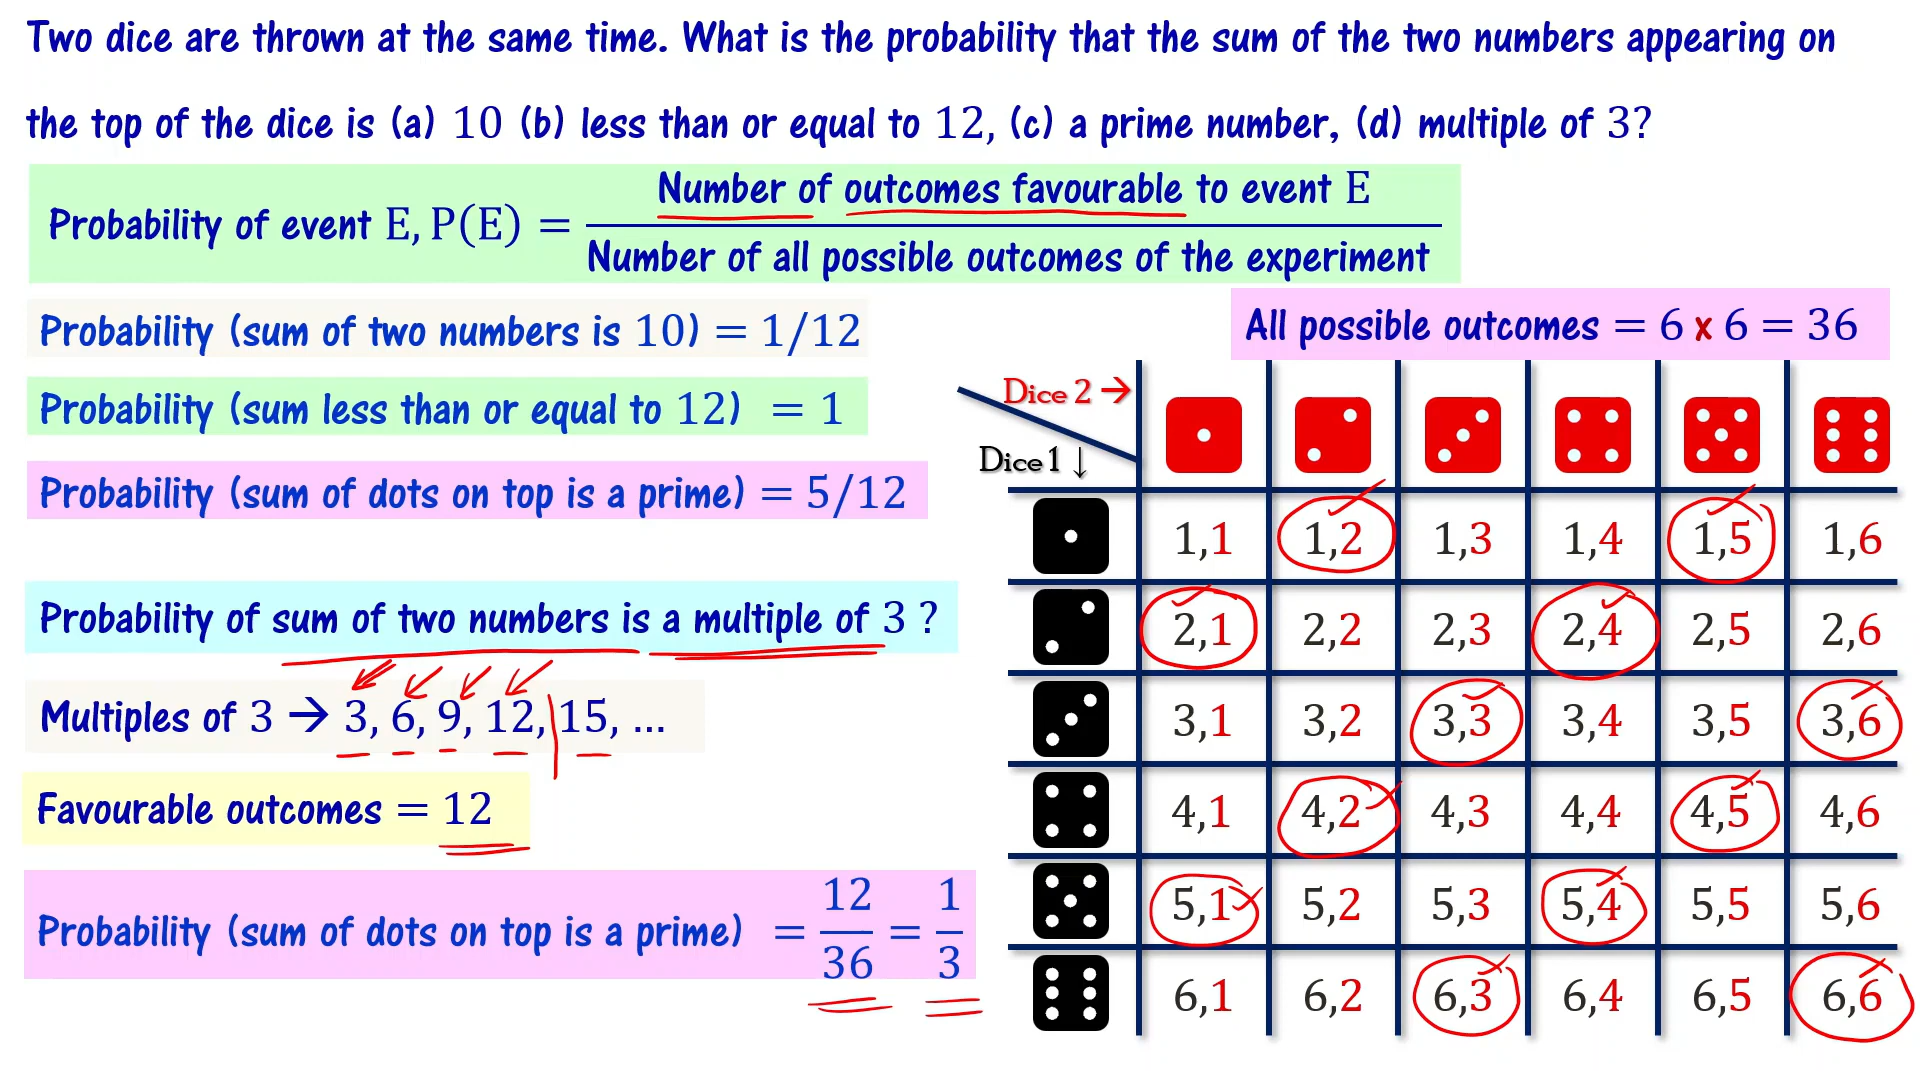 Two dice are thrown at the same time. What is the probability that the sum of the two numbers appearing on
the top of the dice is (a) 10 (b) less than or equal to 12, (c) a prime number, (d) multiple of 3?
Number of outcomes favourable to event E
Probability of event E, P(E) =
Number of all possible outcomes of the experiment
Probability (sum of two numbers is 10) = 1/12
All possible outcomes = 6 x 6 = 36
Probability (sum less than or equal to 12) = 1
Probability (sum of dots on top is a prime) = 5/12
Probability of sum of two numbers is a multiple of 3 ?
Multiples of 3 → 3, 6, 9, 12, 15, ...
Favourable outcomes = 12
Probability (sum of dots on top is a prime) = 12/36 = 1/3
Dice 2 →
Dice 1 ↓
1,1 1,2 1,3 1,4 1,5 1,6
2,1 2,2 2,3 2,4 2,5 2,6
3,1 3,2 3,3 3,4 3,5 3,6
4,1 4,2 4,3 4,4 4,5 4,6
5,1 5,2 5,3 5,4 5,5 5,6
6,1 6,2 6,3 6,4 6,5 6,6